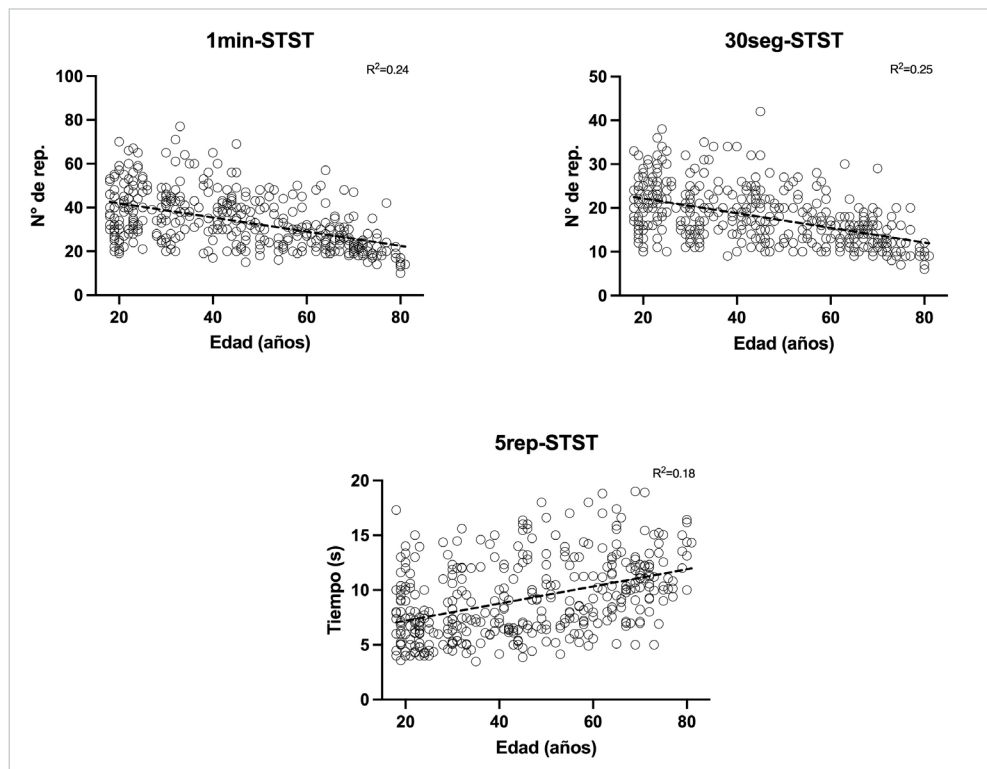 1min-STST
R²=0.24
100
80
60
40
20
0
N° de rep.
20 40 60 80
Edad (años)
30seg-STST
R²=0.25
50
40
30
20
10
0
N° de rep.
20 40 60 80
Edad (años)
5rep-STST
R²=0.18
20
15
10
5
0
Tiempo (s)
20 40 60 80
Edad (años)